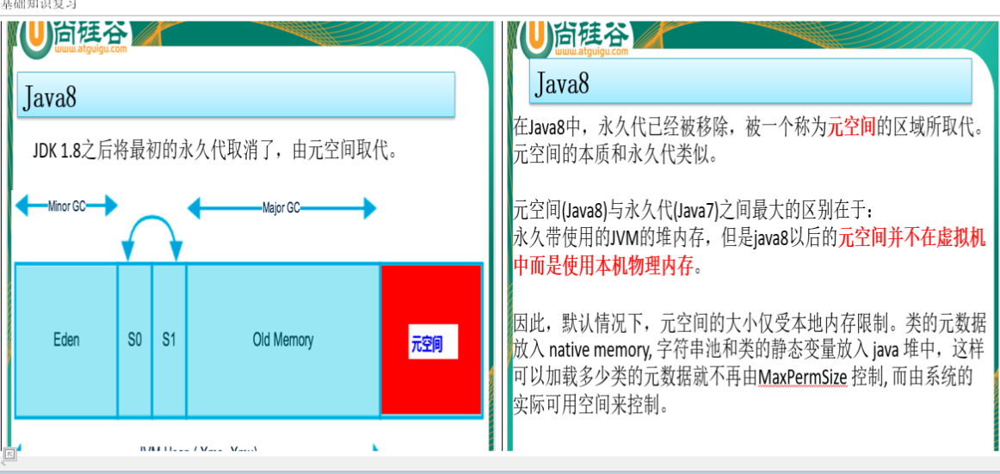 基础知识复习
尚硅谷
www.atguigu.com
Java8
JDK 1.8之后将最初的永久代取消了，由元空间取代。
Minor GC
Major GC
Eden
S0
S1
Old Memory
元空间
尚硅谷
www.atguigu.com
Java8
在Java8中，永久代已经被移除，被一个称为元空间的区域所取代。
元空间的本质和永久代类似。
元空间(Java8)与永久代(Java7)之间最大的区别在于：
永久带使用的JVM的堆内存，但是java8以后的元空间并不在虚拟机
中而是使用本机物理内存。
因此，默认情况下，元空间的大小仅受本地内存限制。类的元数据
放入 native memory, 字符串池和类的静态变量放入 java 堆中，这样
可以加载多少类的元数据就不再由MaxPermSize 控制, 而由系统的
实际可用空间来控制。